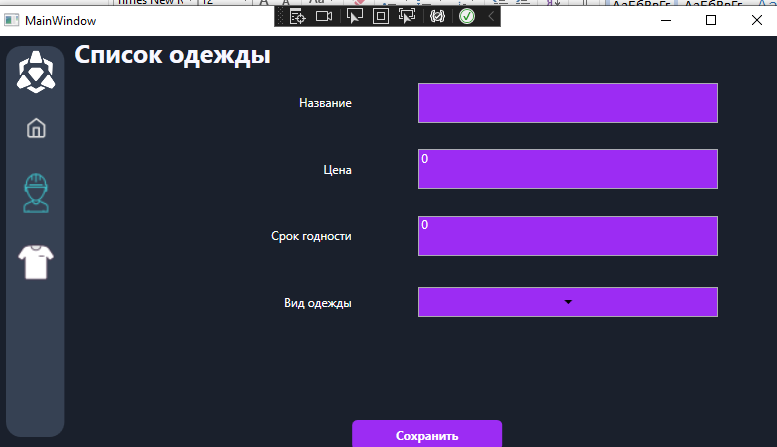 MainWindow
Список одежды
Название
Цена
0
Срок годности
0
Вид одежды
Сохранить